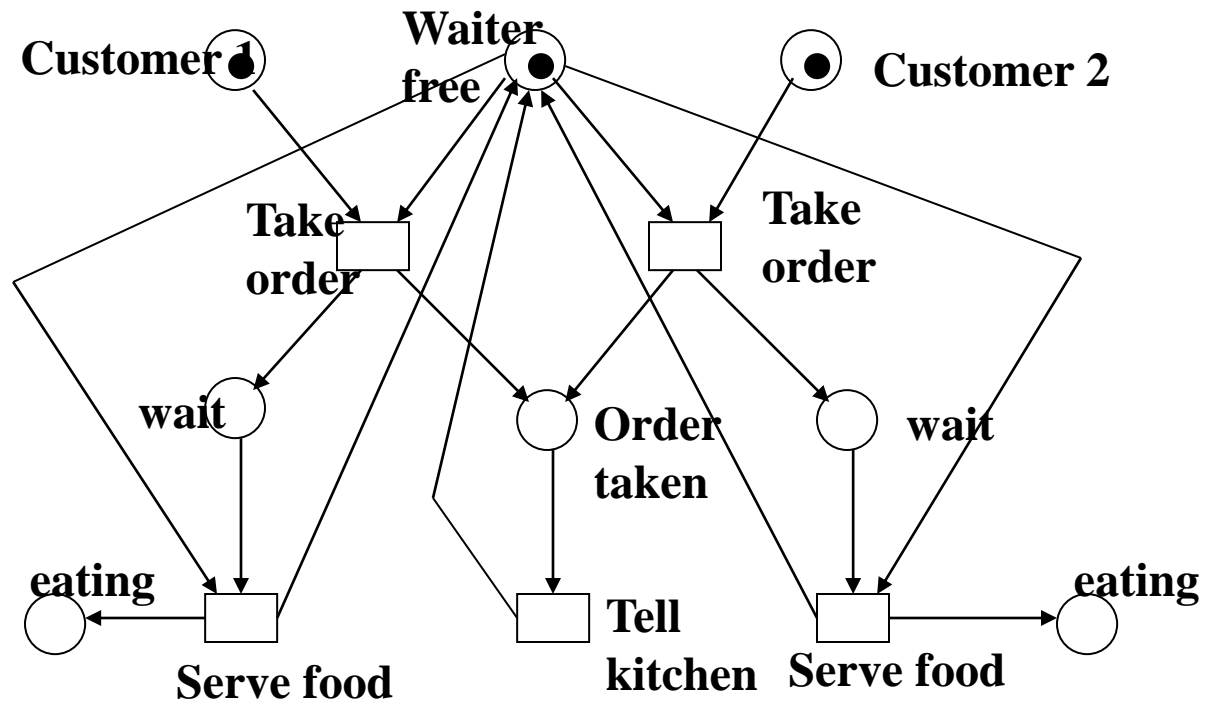 Customer 1
Waiter
free
Customer 2
Take
order
Take
order
wait
Order
taken
wait
eating
Serve food
Tell
kitchen
Serve food
eating